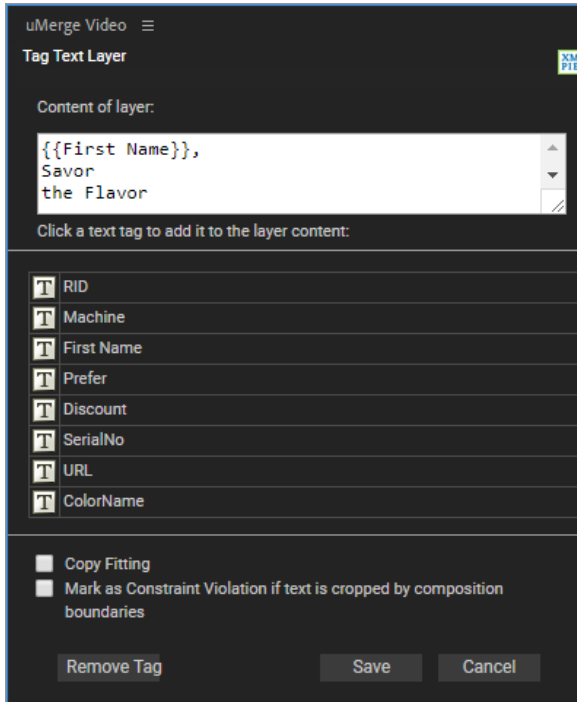 uMerge Video
Tag Text Layer
XM
PIE
Content of layer:
{{First Name}},
Savor
the Flavor
Click a text tag to add it to the layer content:
T RID
T Machine
T First Name
T Prefer
T Discount
T SerialNo
T URL
T ColorName
Copy Fitting
Mark as Constraint Violation if text is cropped by composition
boundaries
Remove Tag Save Cancel